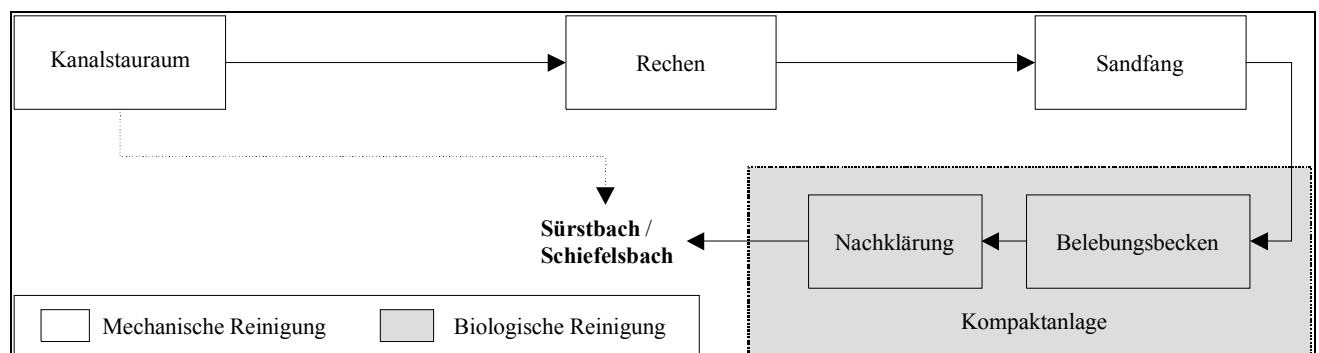 Kanalstauraum
Rechen
Sandfang
Sürstbach /
Schiefelsbach
Nachklärung
Belebungsbecken
Kompaktanlage
Mechanische Reinigung
Biologische Reinigung